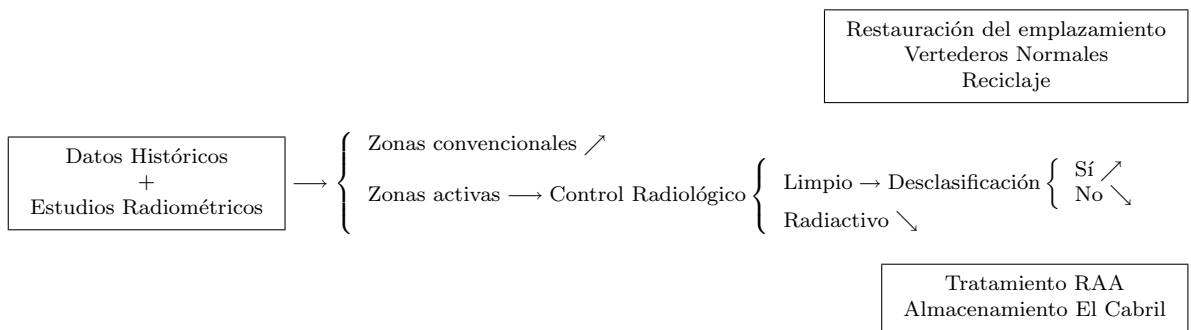 Restauración del emplazamiento
Vertederos Normales
Reciclaje
Datos Históricos
+
Estudios Radiométricos
Zonas convencionales
Zonas activas ⟶ Control Radiológico
Limpio → Desclasificación
Sí
No
Radiactivo
Tratamiento RAA
Almacenamiento El Cabril